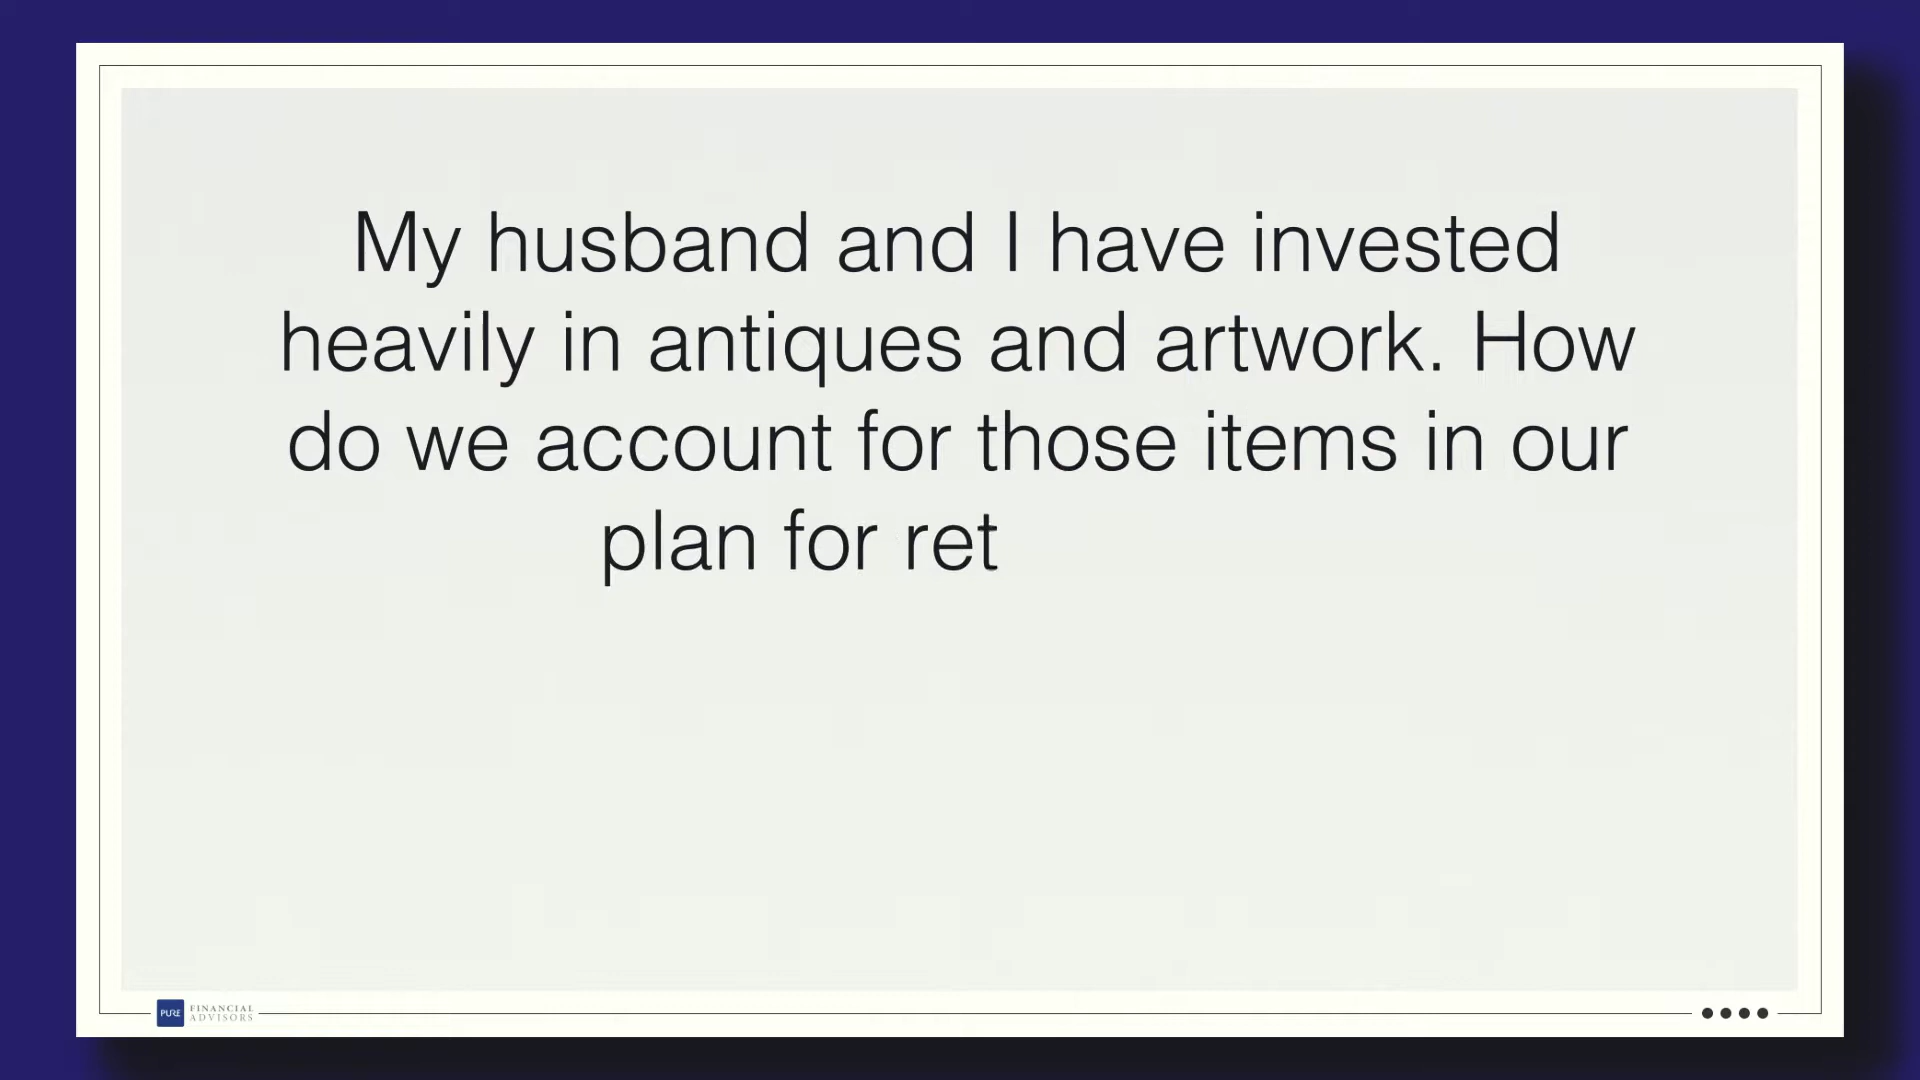 My husband and I have invested
heavily in antiques and artwork. How
do we account for those items in our
plan for ret
PURE
FINANCIAL
ADVISORS